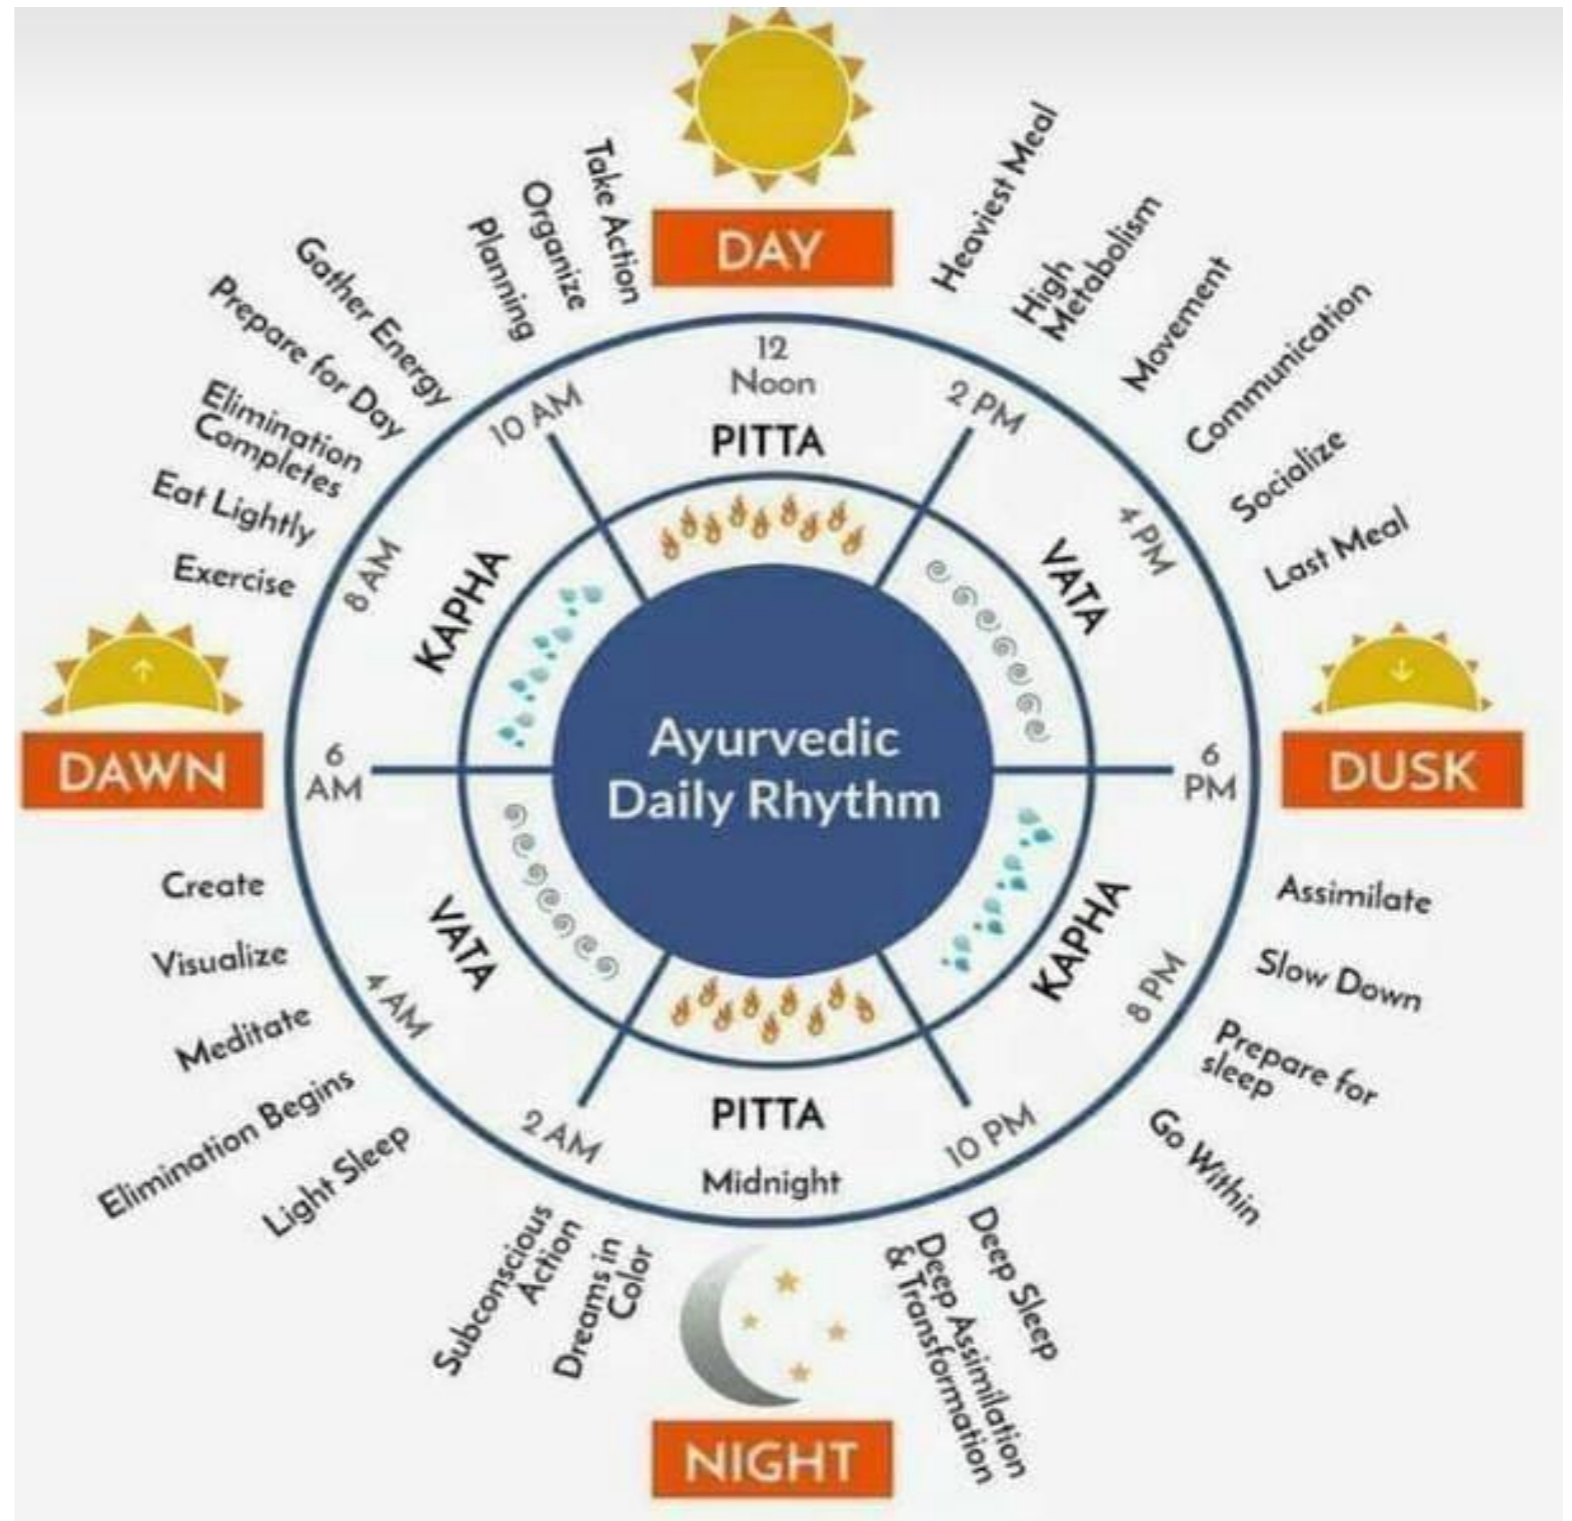 DAY
Heaviest Meal
High
Metabolism
Movement
Communication
Socialize
Last Meal
DUSK
Assimilate
Slow Down
Prepare for
sleep
Go Within
Deep Sleep
Deep Assimilation
& Transformation
NIGHT
Dreams in
Color
Subconscious
Action
Light Sleep
Elimination Begins
Meditate
Visualize
Create
DAWN
Exercise
Eat Lightly
Elimination
Completes
Prepare for Day
Gather Energy
Planning
Organize
Take Action
12
Noon
PITTA
2 PM
4 PM
VATA
6
PM
KAPHA
8 PM
10 PM
PITTA
Midnight
2 AM
4 AM
VATA
6
AM
8 AM
KAPHA
10 AM
Ayurvedic
Daily Rhythm